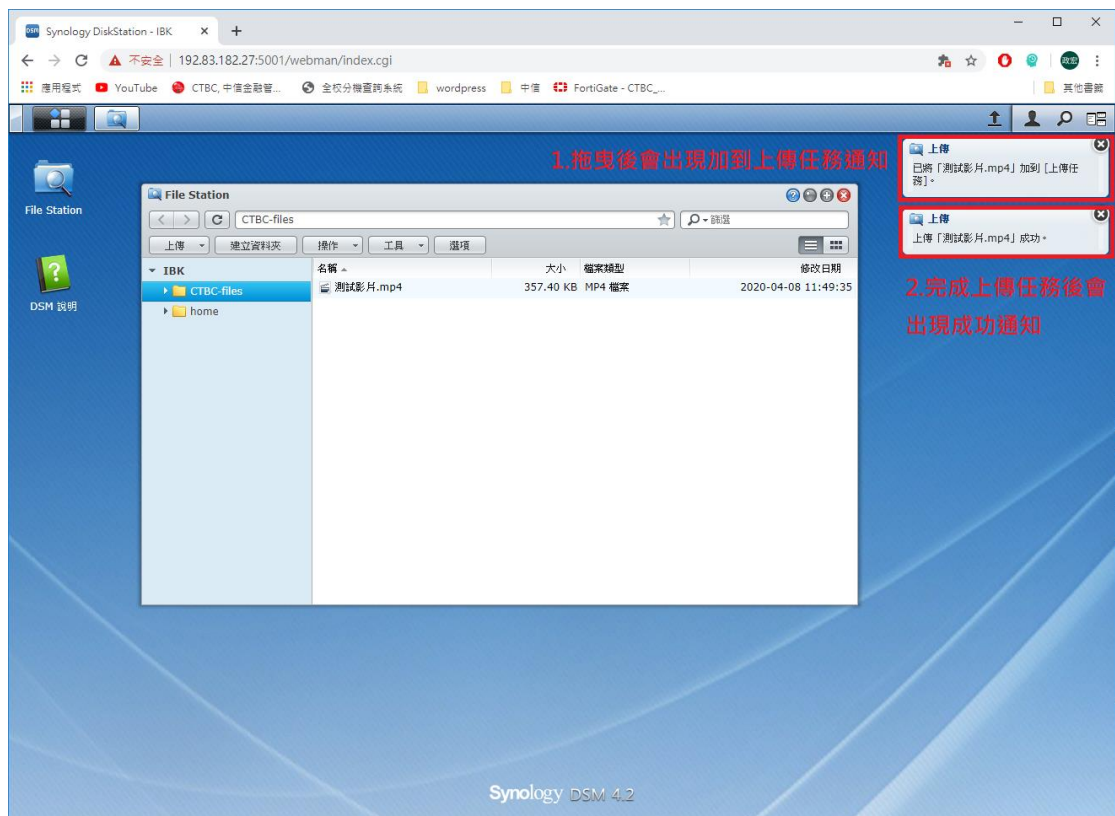 Synology DiskStation - IBK
不安全 | 192.83.182.27:5001/webman/index.cgi
政宏
應用程式 YouTube CTBC, 中信金融管... 全校分機查詢系統 wordpress 中信 FortiGate - CTBC_... 其他書籤
1.拖曳後會出現加到上傳任務通知
上傳
已將「測試影片.mp4」加到 [上傳任
務]。
上傳
上傳「測試影片.mp4」成功。
2.完成上傳任務後會
出現成功通知
File Station
DSM 說明
File Station
CTBC-files 篩選
上傳 建立資料夾 操作 工具 選項
IBK
CTBC-files
home
名稱 大小 檔案類型 修改日期
測試影片.mp4 357.40 KB MP4 檔案 2020-04-08 11:49:35
Synology DSM 4.2